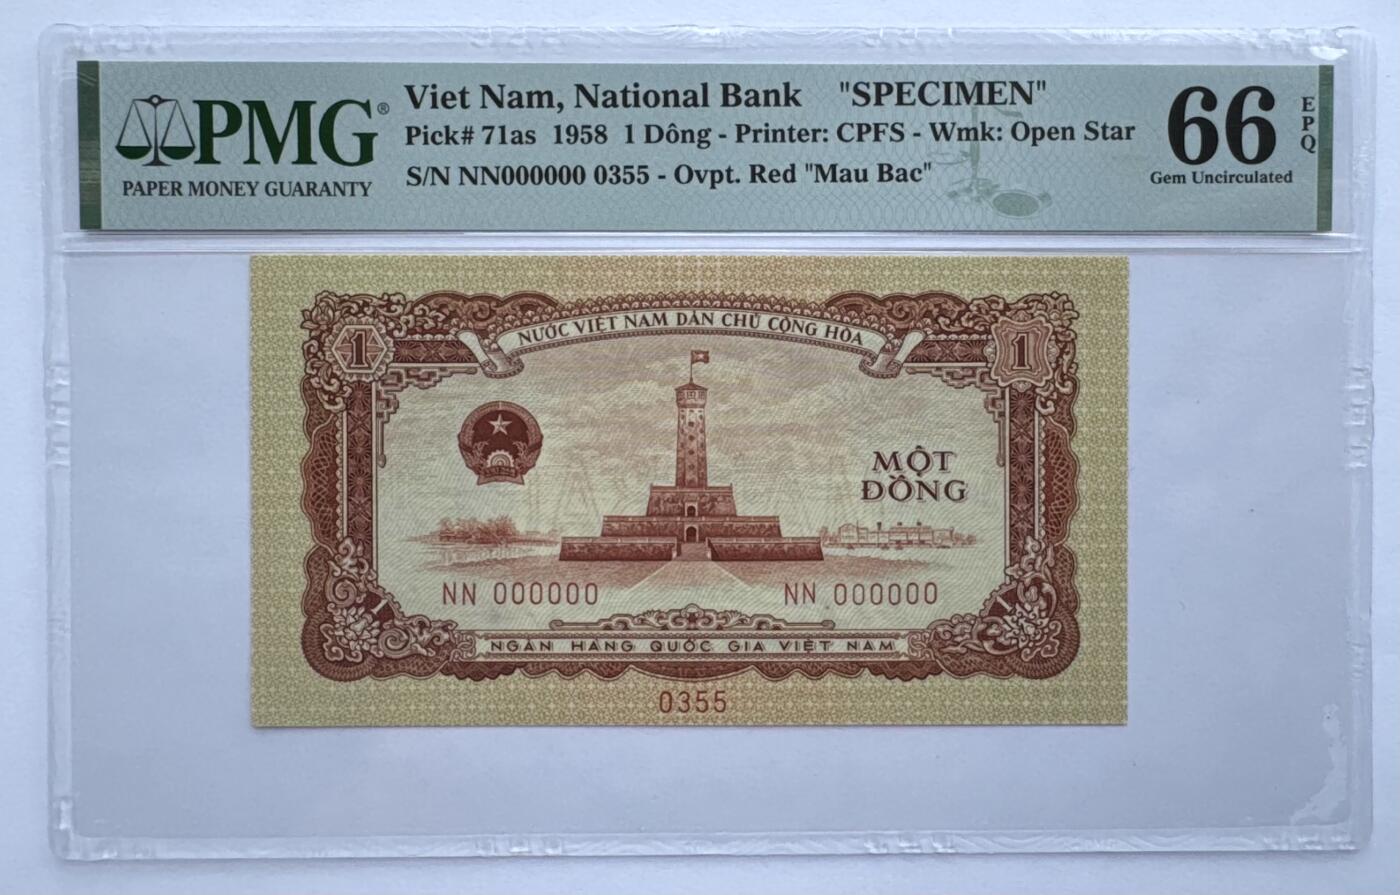 PMG®
PAPER MONEY GUARANTY
Viet Nam, National Bank "SPECIMEN"
Pick# 71as 1958 1 Dông - Printer: CPFS - Wmk: Open Star
S/N NN000000 0355 - Ovpt. Red "Mau Bac"
66
EPQ
Gem Uncirculated
NƯỚC VIỆT NAM DÂN CHỦ CỘNG HÒA
1
1
MỘT
ĐỒNG
NN 000000
NN 000000
1
1
NGÂN HÀNG QUỐC GIA VIỆT NAM
0355